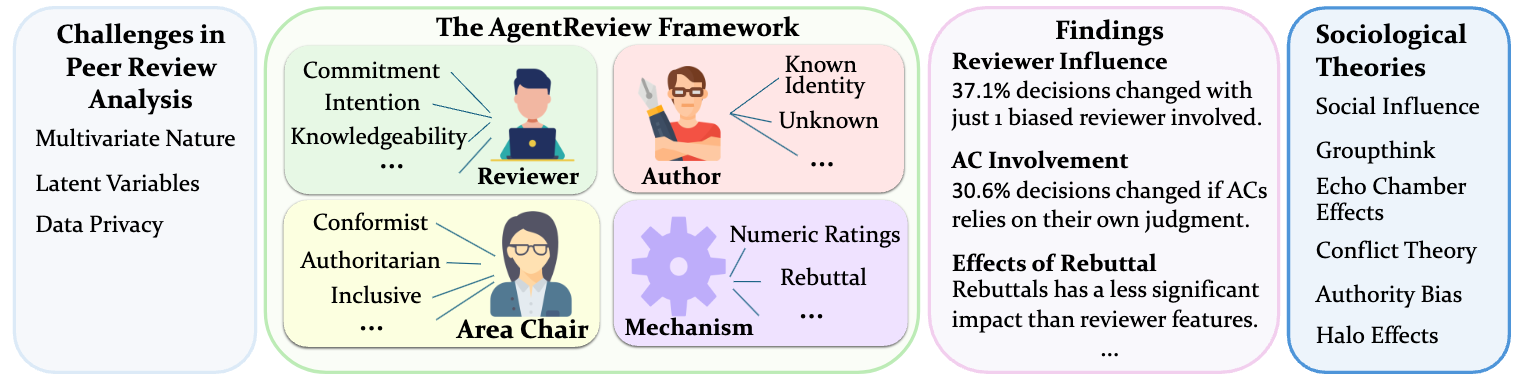 Challenges in
Peer Review
Analysis
Multivariate Nature
Latent Variables
Data Privacy
The AgentReview Framework
Commitment
Intention
Knowledgeability
...
Reviewer
Known
Identity
Unknown
...
Author
Conformist
Authoritarian
Inclusive
...
Area Chair
Numeric Ratings
Rebuttal
...
Mechanism
Findings
Reviewer Influence
37.1% decisions changed with
just 1 biased reviewer involved.
AC Involvement
30.6% decisions changed if ACs
relies on their own judgment.
Effects of Rebuttal
Rebuttals has a less significant
impact than reviewer features.
...
Sociological
Theories
Social Influence
Groupthink
Echo Chamber
Effects
Conflict Theory
Authority Bias
Halo Effects